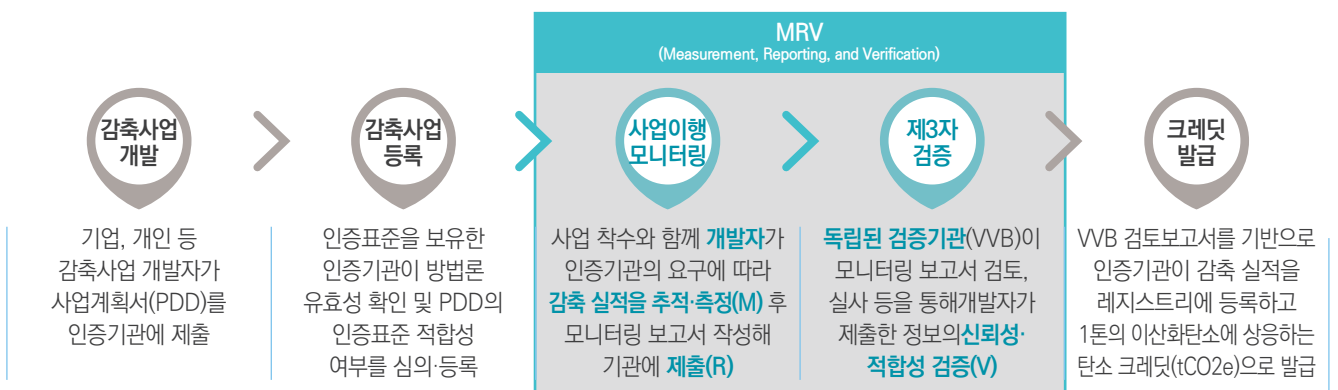 MRV
(Measurement, Reporting, and Verification)
감축사업
개발
감축사업
등록
사업이행
모니터링
제3자
검증
크레딧
발급
기업, 개인 등
감축사업 개발자가
사업계획서(PDD)를
인증기관에 제출
인증표준을 보유한
인증기관이 방법론
유효성 확인 및 PDD의
인증표준 적합성
여부를 심의·등록
사업 착수와 함께 개발자가
인증기관의 요구에 따라
감축 실적을 추적·측정(M) 후
모니터링 보고서 작성해
기관에 제출(R)
독립된 검증기관(VVB)이
모니터링 보고서 검토,
실사 등을 통해개발자가
제출한 정보의신뢰성·
적합성 검증(V)
VVB 검토보고서를 기반으로
인증기관이 감축 실적을
레지스트리에 등록하고
1톤의 이산화탄소에 상응하는
탄소 크레딧(tCO2e)으로 발급